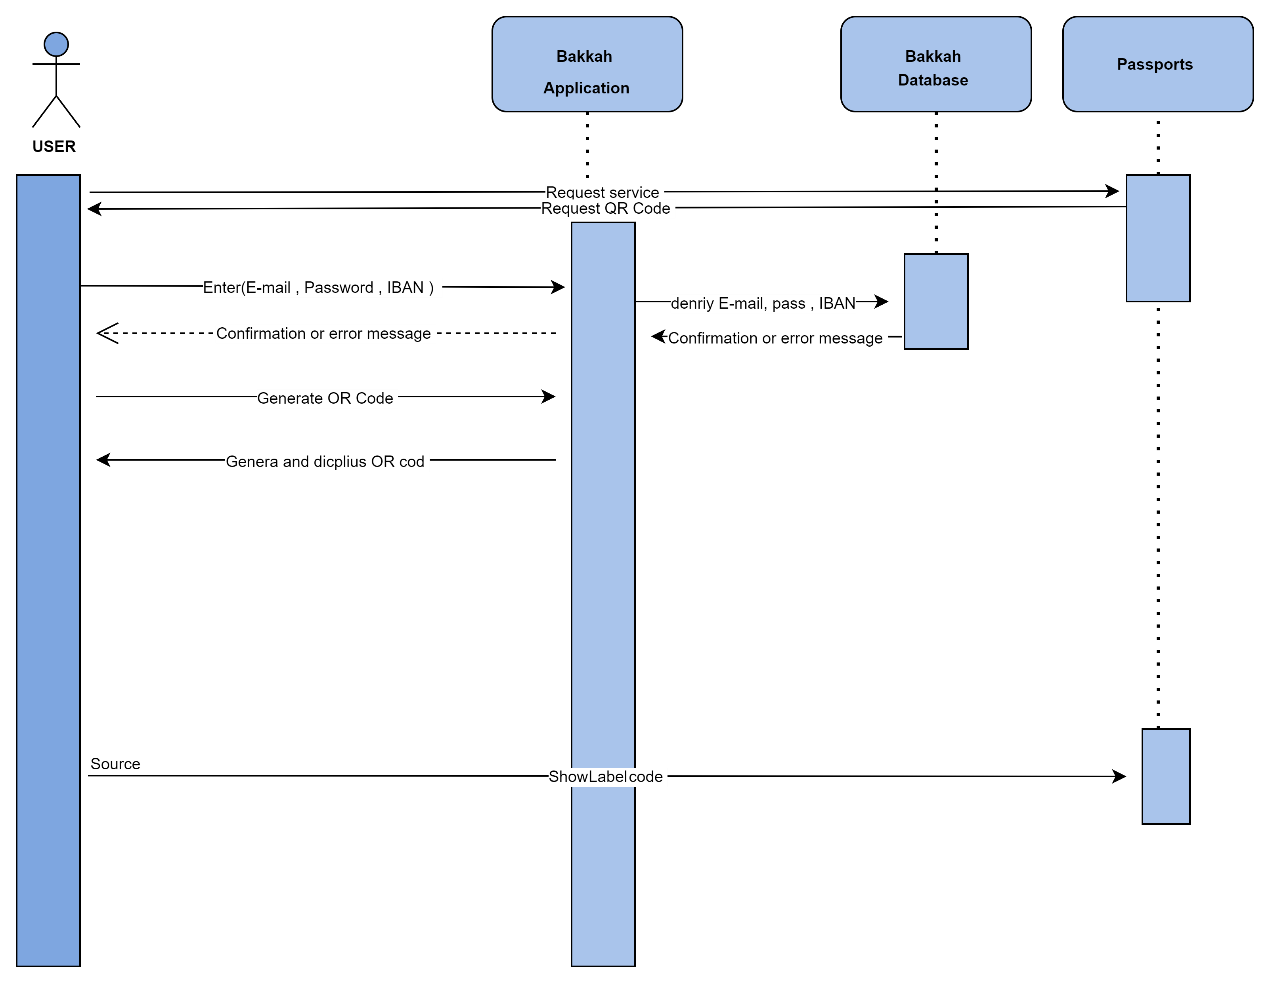 USER
Bakkah
Application
Bakkah
Database
Passports
Request service
Request QR Code
Enter(E-mail , Password , IBAN )
denriy E-mail, pass , IBAN
Confirmation or error message
Confirmation or error message
Generate OR Code
Genera and dicplius OR cod
Source
ShowLabelcode